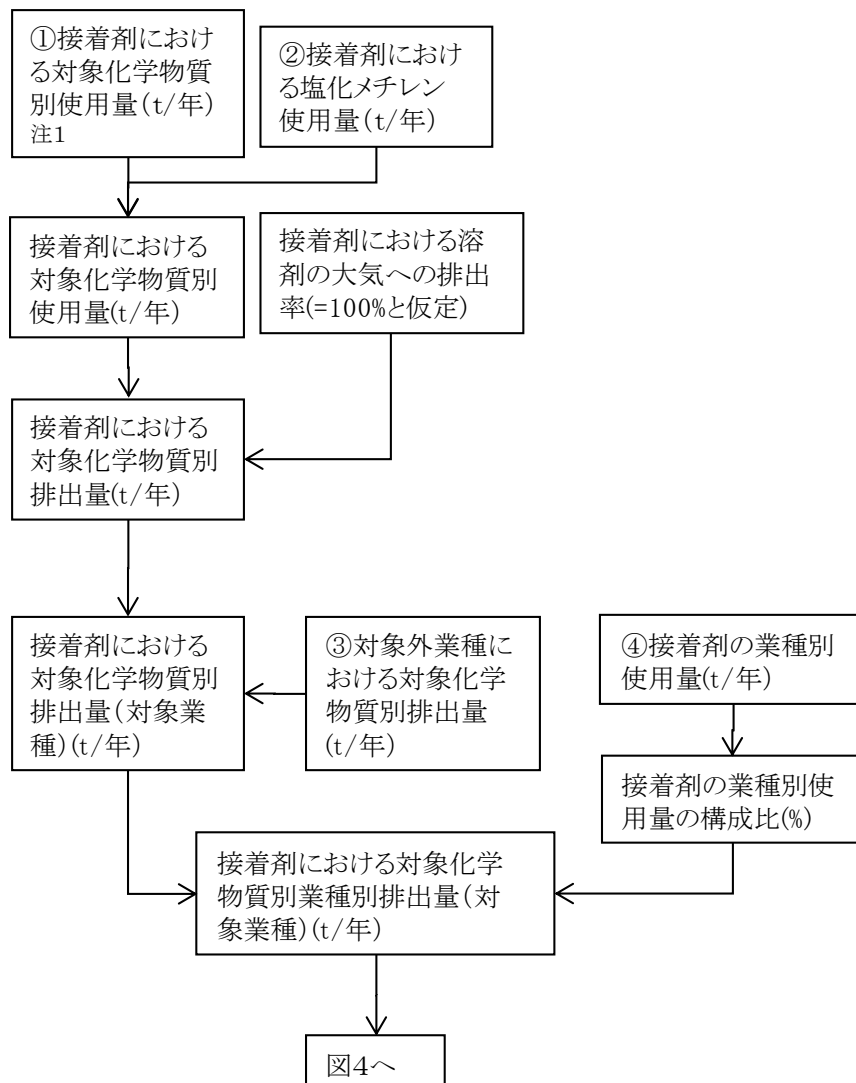 ①接着剤におけ
る対象化学物質
別使用量(t/年)
注1
②接着剤におけ
る塩化メチレン
使用量(t/年)
接着剤における
対象化学物質別
使用量(t/年)
接着剤における溶
剤の大気への排出
率(=100%と仮定)
接着剤における
対象化学物質別
排出量(t/年)
接着剤における
対象化学物質別
排出量(対象業
種)(t/年)
③対象外業種に
おける対象化学
物質別排出量
(t/年)
④接着剤の業種別
使用量(t/年)
接着剤の業種別使
用量の構成比(%)
接着剤における対象化学
物質別業種別排出量(対
象業種)(t/年)
図4へ